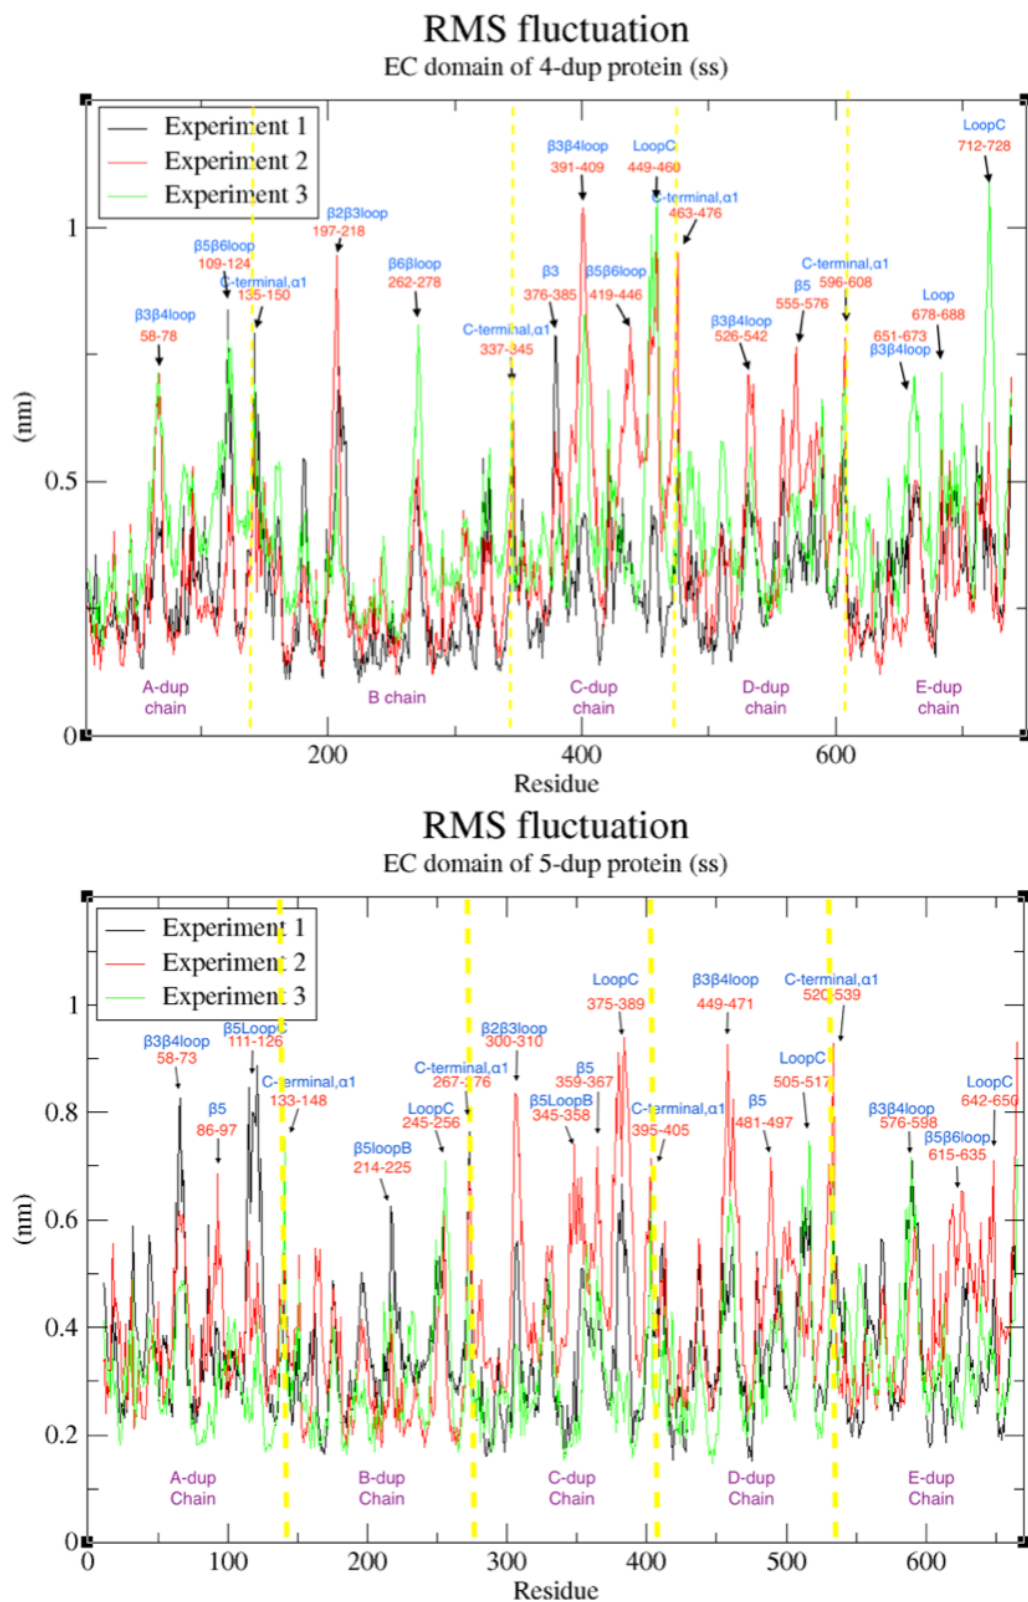 RMS fluctuation
EC domain of 4-dup protein (ss)
Experiment 1
Experiment 2
Experiment 3
LoopC
712-728
β3β4loop
391-409
LoopC
449-460
C-terminal,α1
463-476
β2β3loop
197-218
β5β6loop
109-124
C-terminal,α1
135-150
β6βloop
262-278
β3
376-385
β5β6loop
419-446
C-terminal,α1
596-608
β5
555-576
Loop
678-688
β3β4loop
58-78
C-terminal,α1
337-345
β3β4loop
526-542
651-673
β3β4loop
1
0.5
0
(nm)
A-dup
chain
B chain
C-dup
chain
D-dup
chain
E-dup
chain
200
400
600
Residue
RMS fluctuation
EC domain of 5-dup protein (ss)
Experiment 1
Experiment 2
Experiment 3
LoopC
375-389
β3β4loop
449-471
C-terminal,α1
520-539
β3β4loop
58-73
β5LoopC
111-126
β2β3loop
300-310
C-terminal,α1
133-148
C-terminal,α1
267-276
β5
359-367
LoopC
505-517
LoopC
642-650
β5
86-97
LoopC
245-256
β5LoopB
345-358
C-terminal,α1
395-405
β5
481-497
β3β4loop
576-598
β5loopB
214-225
β5β6loop
615-635
1
0.8
0.6
0.4
0.2
0
(nm)
A-dup
Chain
B-dup
Chain
C-dup
Chain
D-dup
Chain
E-dup
Chain
0
100
200
300
400
500
600
Residue